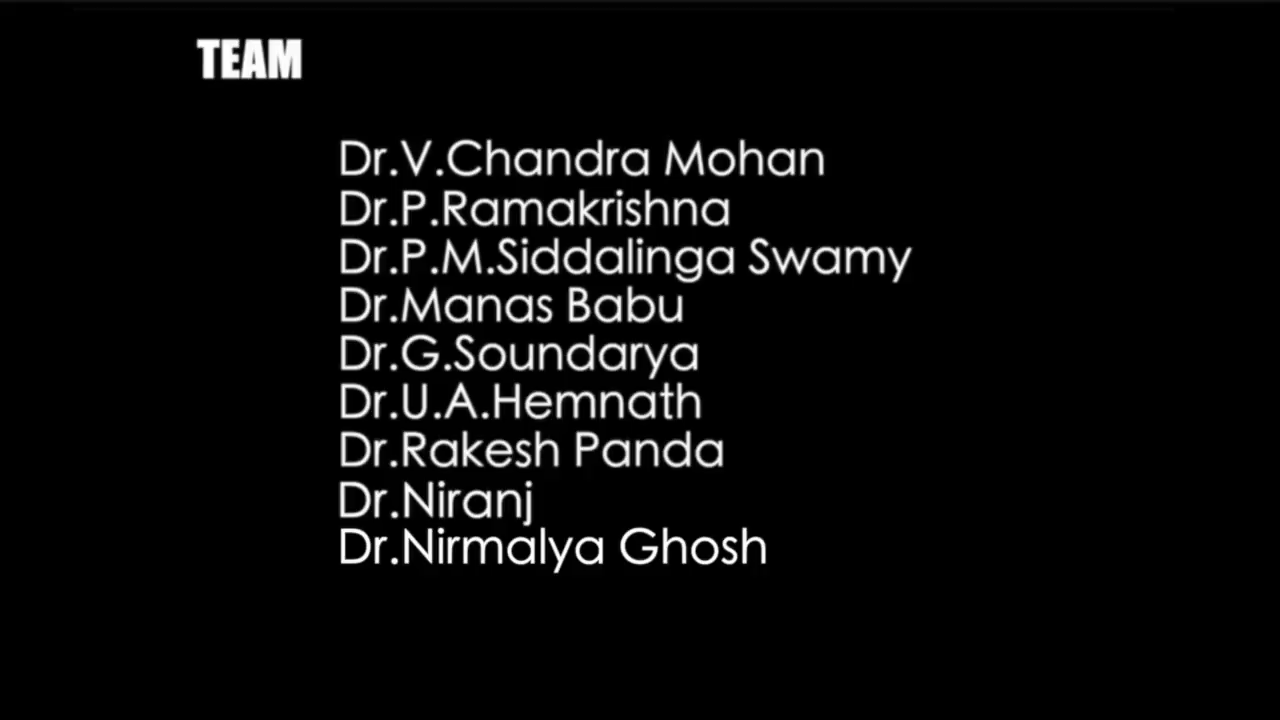 TEAM
Dr.V.Chandra Mohan
Dr.P.Ramakrishna
Dr.P.M.Siddalinga Swamy
Dr.Manas Babu
Dr.G.Soundarya
Dr.U.A.Hemnath
Dr.Rakesh Panda
Dr.Niranj
Dr.Nirmalya Ghosh